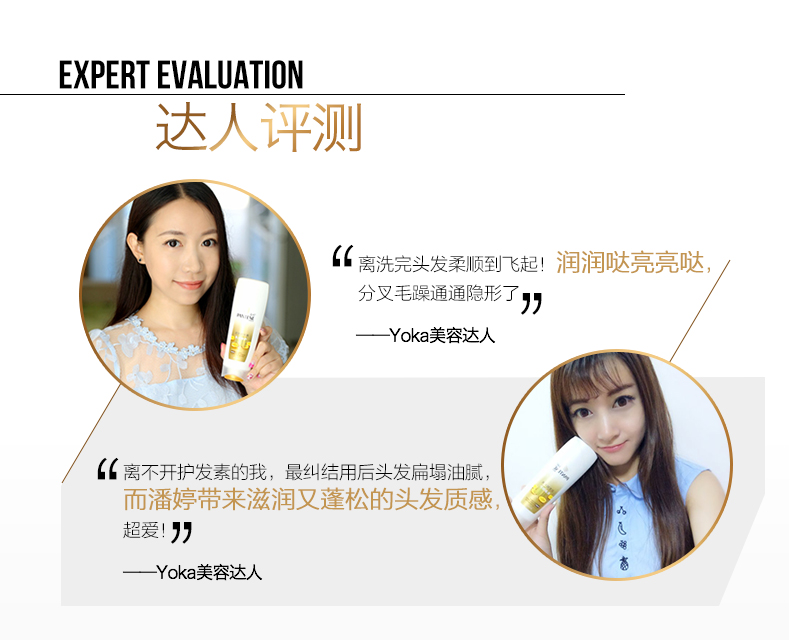 EXPERT EVALUATION
达人评测
“离洗完头发柔顺到飞起！润润哒亮亮哒，
分叉毛躁通通隐形了”
——Yoka美容达人
“离不开护发素的我，最纠结用后头发扁塌油腻，
而潘婷带来滋润又蓬松的头发质感，
超爱！”
——Yoka美容达人